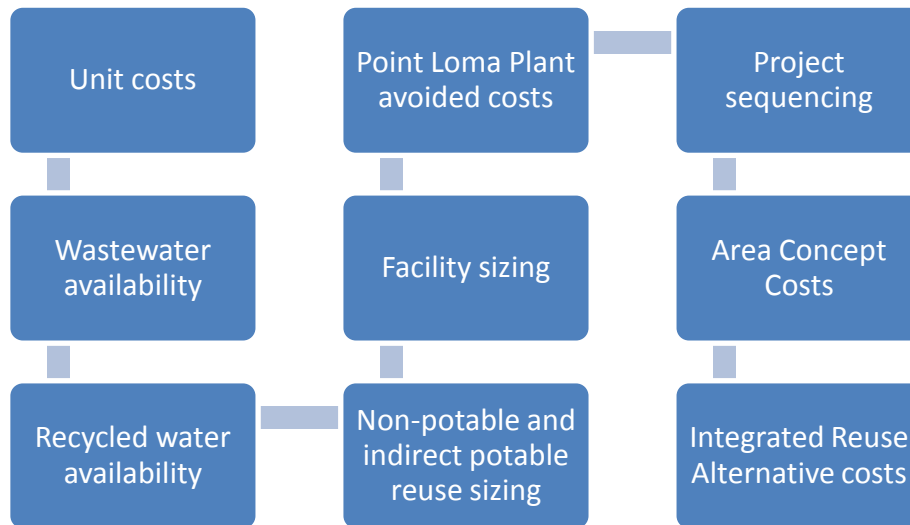 Unit costs
Wastewater
availability
Recycled water
availability
Non-potable and
indirect potable
reuse sizing
Facility sizing
Point Loma Plant
avoided costs
Project
sequencing
Area Concept
Costs
Integrated Reuse
Alternative costs